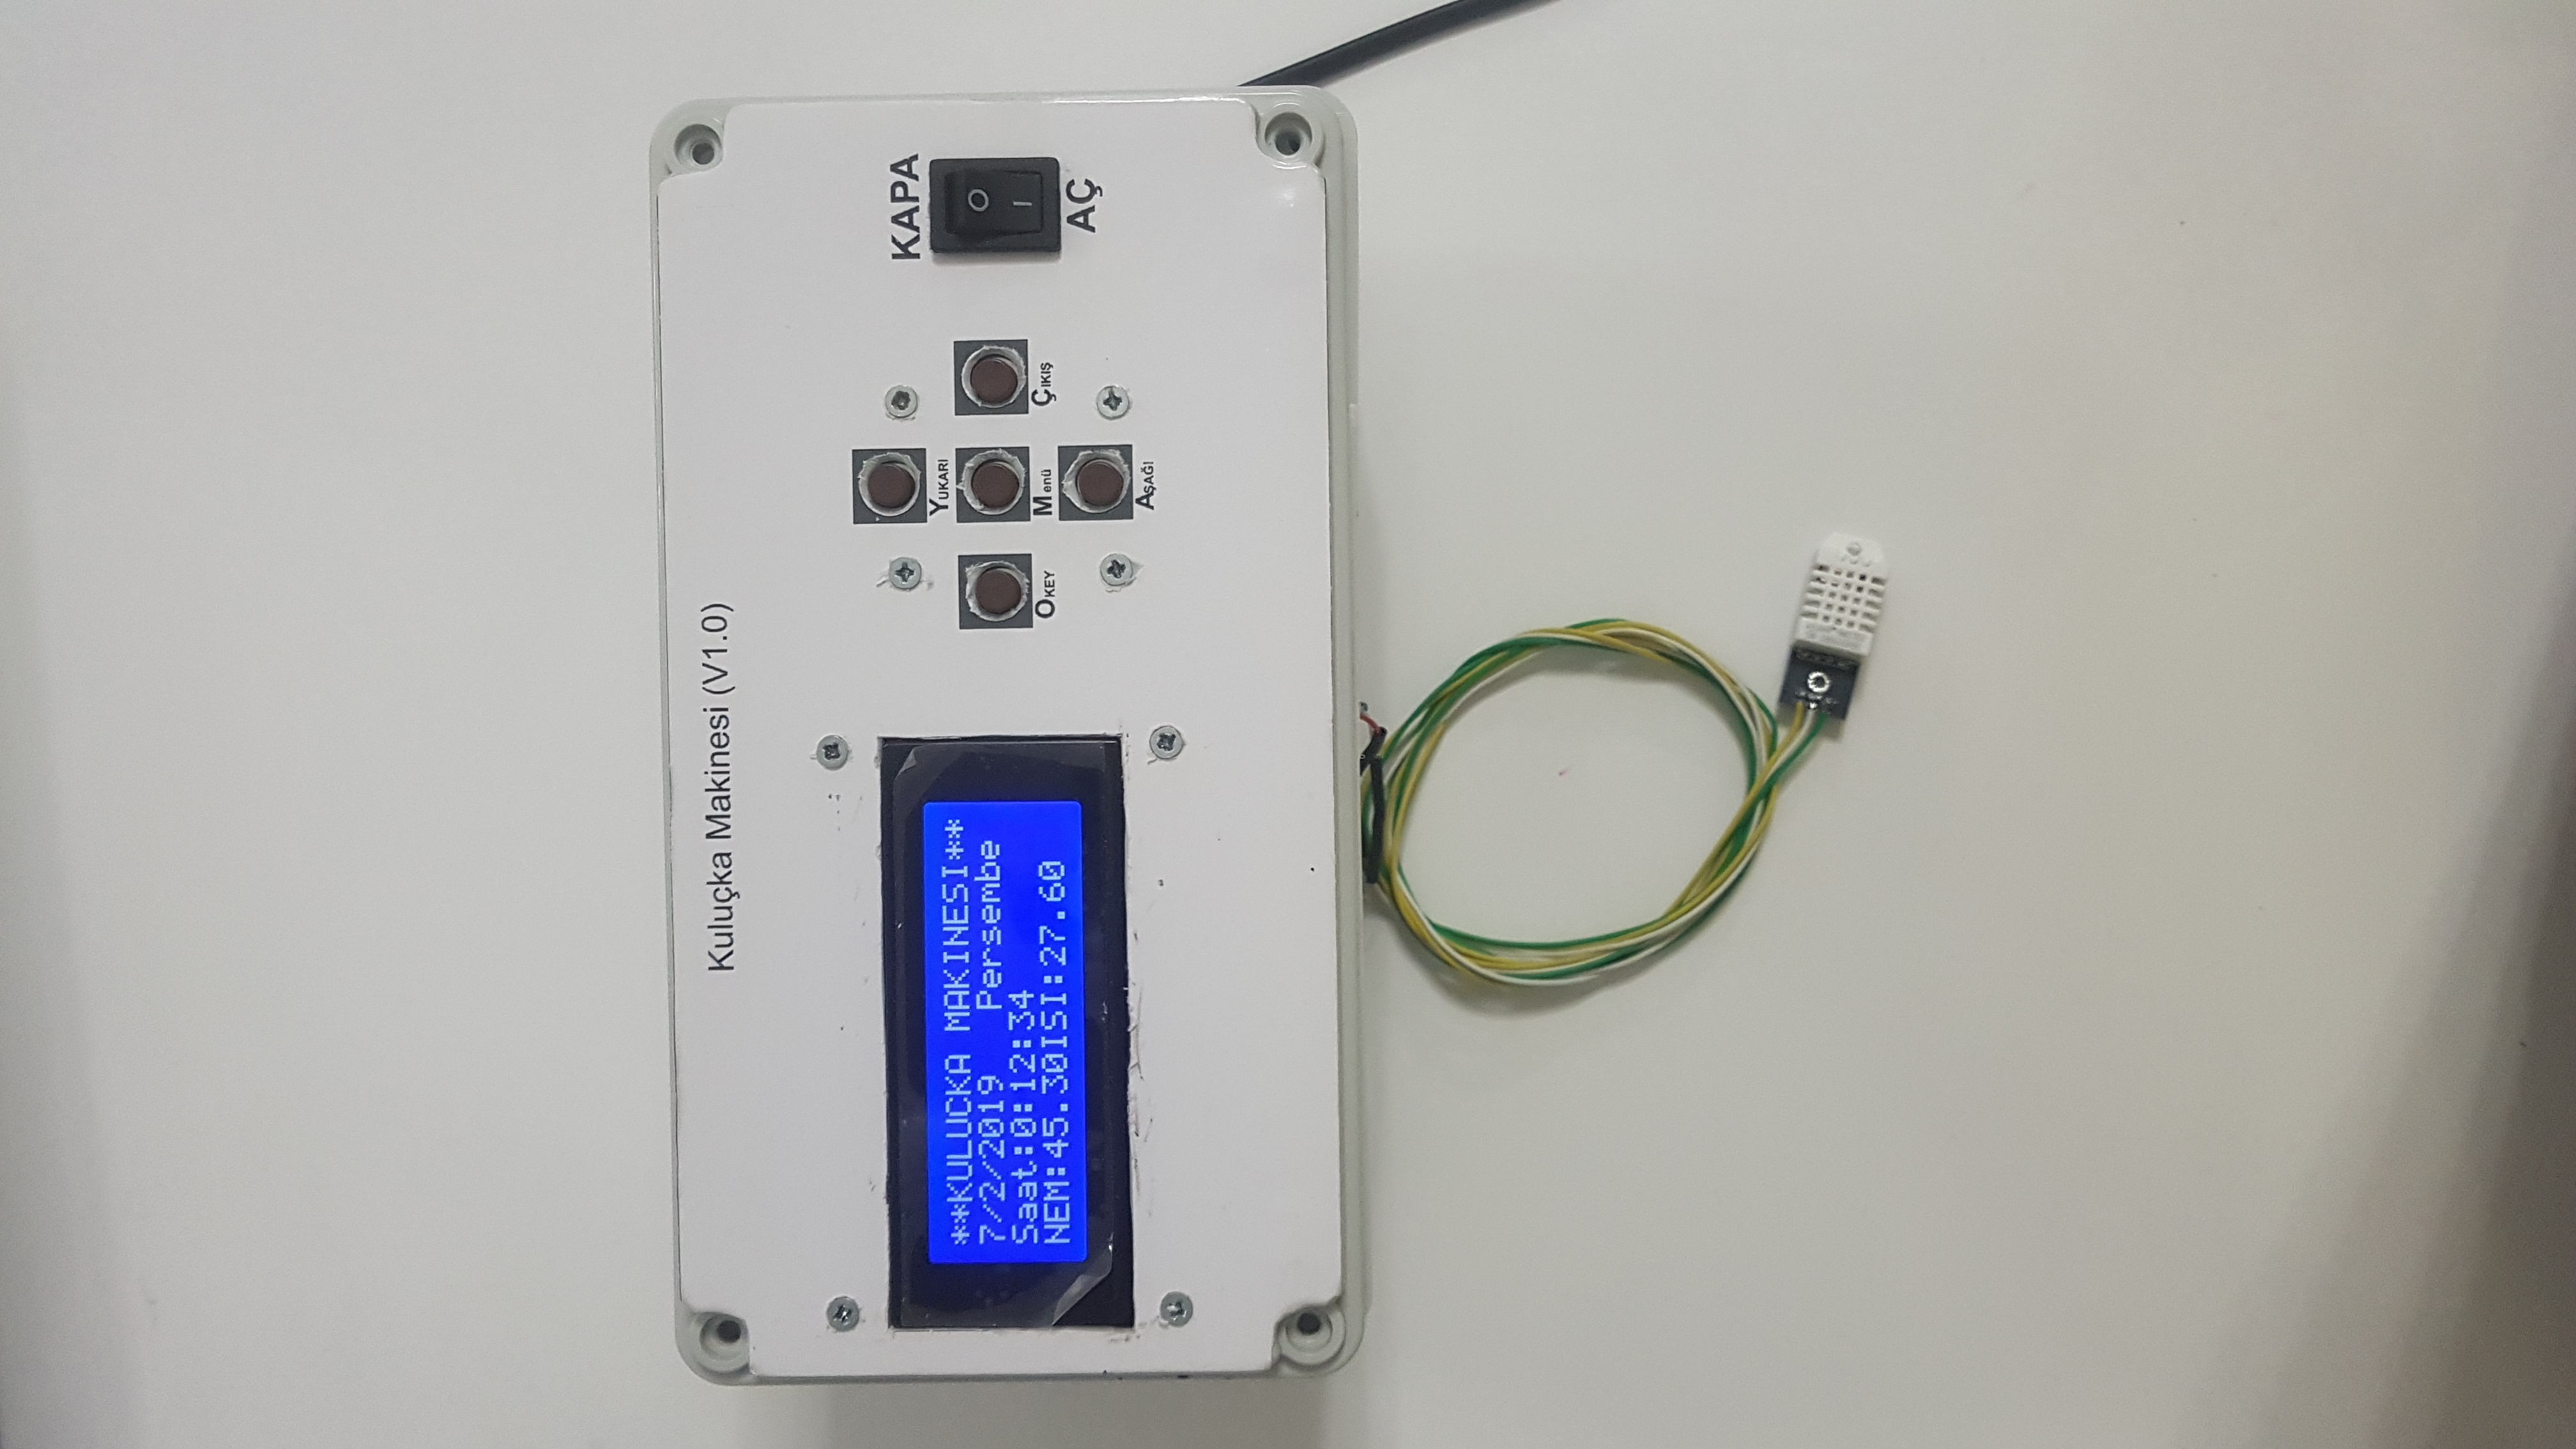 Kuluçka Makinesi (V1.0)
**KULUCKA MAKINESI**
7/2/2019 Persembe
Saat:0:12:34
NEM:45.30ISI:27.60
YUKARI
OKEY
Menü
ÇIKIŞ
AŞAĞI
KAPA
O
I
AÇ